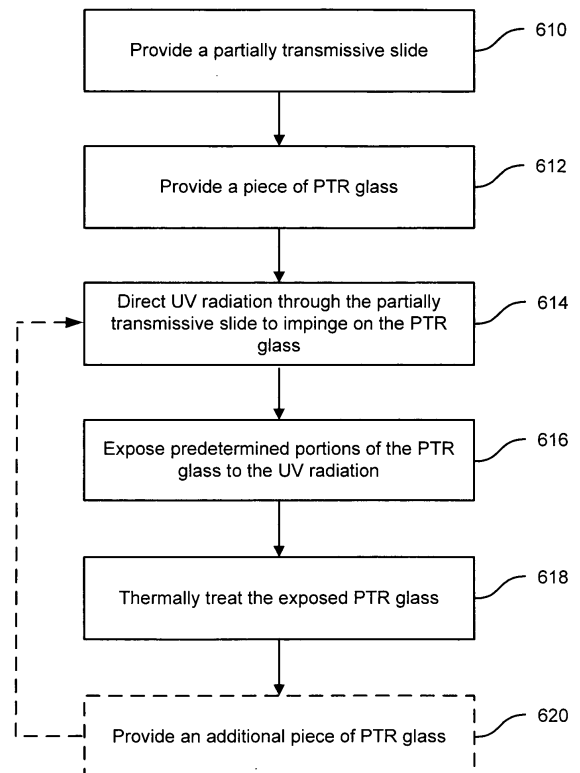 Provide a partially transmissive slide
610
Provide a piece of PTR glass
612
Direct UV radiation through the partially
transmissive slide to impinge on the PTR
glass
614
Expose predetermined portions of the PTR
glass to the UV radiation
616
Thermally treat the exposed PTR glass
618
Provide an additional piece of PTR glass
620